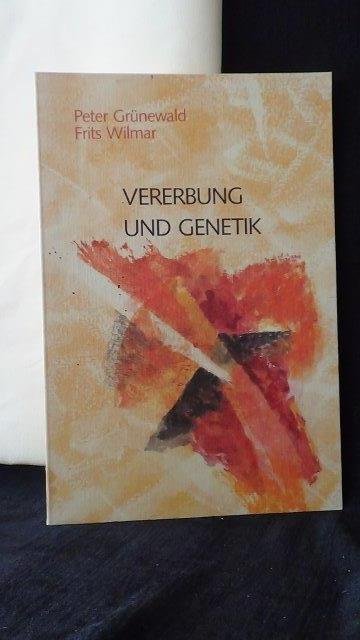 Peter Grünewald
Frits Wilmar
VERERBUNG
UND GENETIK